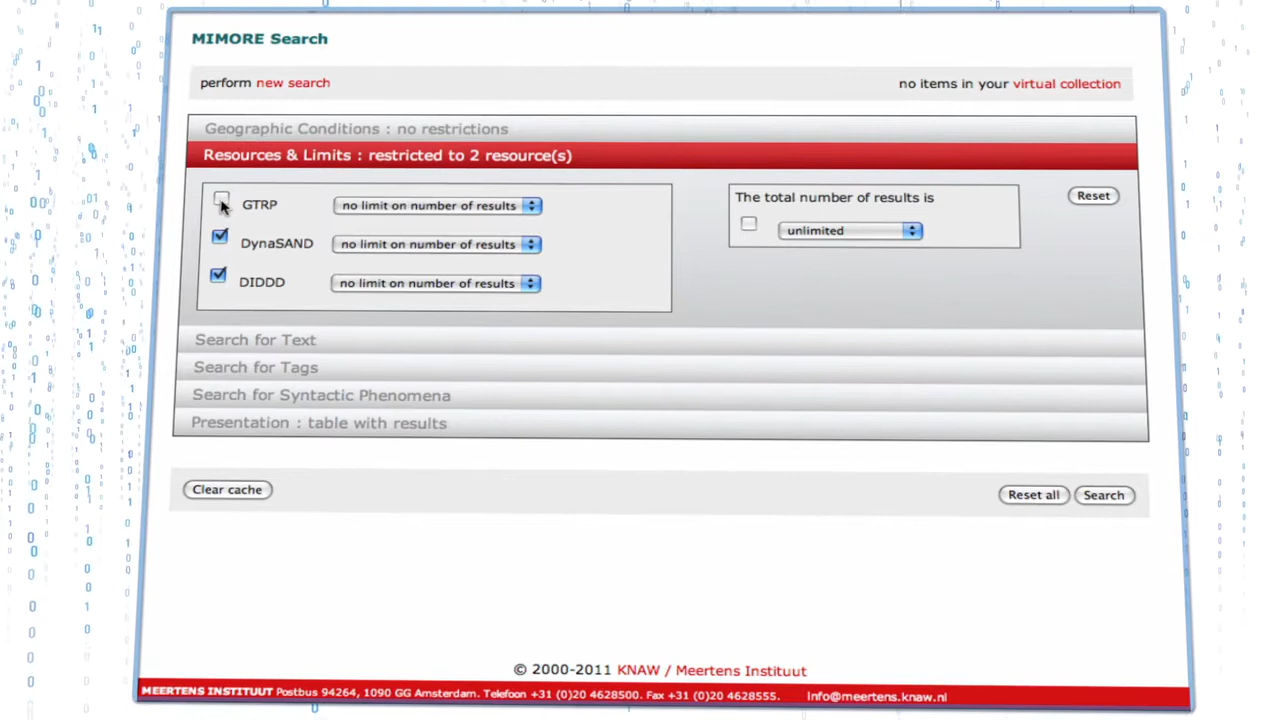 MIMORE Search
perform new search
no items in your virtual collection
Geographic Conditions : no restrictions
Resources & Limits : restricted to 2 resource(s)
GTRP no limit on number of results
DynaSAND no limit on number of results
DIDDD no limit on number of results
The total number of results is
unlimited
Reset
Search for Text
Search for Tags
Search for Syntactic Phenomena
Presentation : table with results
Clear cache
Reset all Search
© 2000-2011 KNAW / Meertens Instituut
MEERTENS INSTITUUT Postbus 94264, 1090 GG Amsterdam. Telefoon +31 (0)20 4628500. Fax +31 (0)20 4628555. Info@meertens.knaw.nl